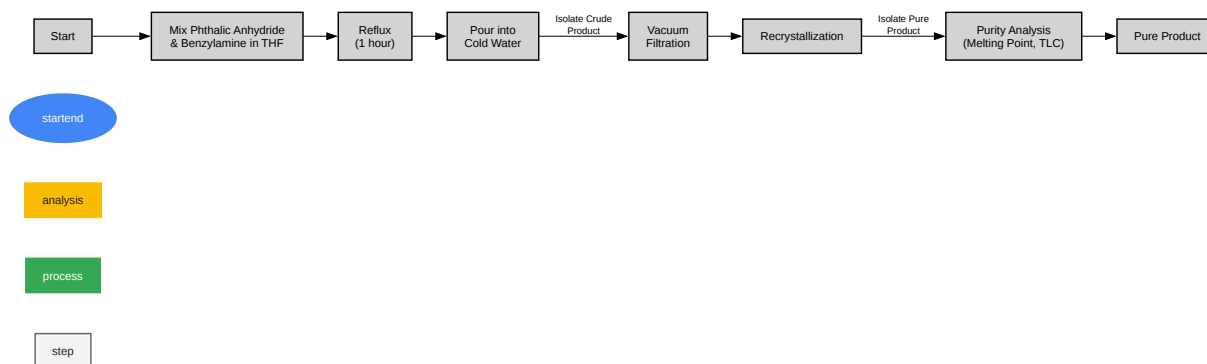 Start
Mix Phthalic Anhydride
& Benzylamine in THF
Reflux
(1 hour)
Pour into
Cold Water
Isolate Crude
Product
Vacuum
Filtration
Recrystallization
Isolate Pure
Product
Purity Analysis
(Melting Point, TLC)
Pure Product
startend
analysis
process
step